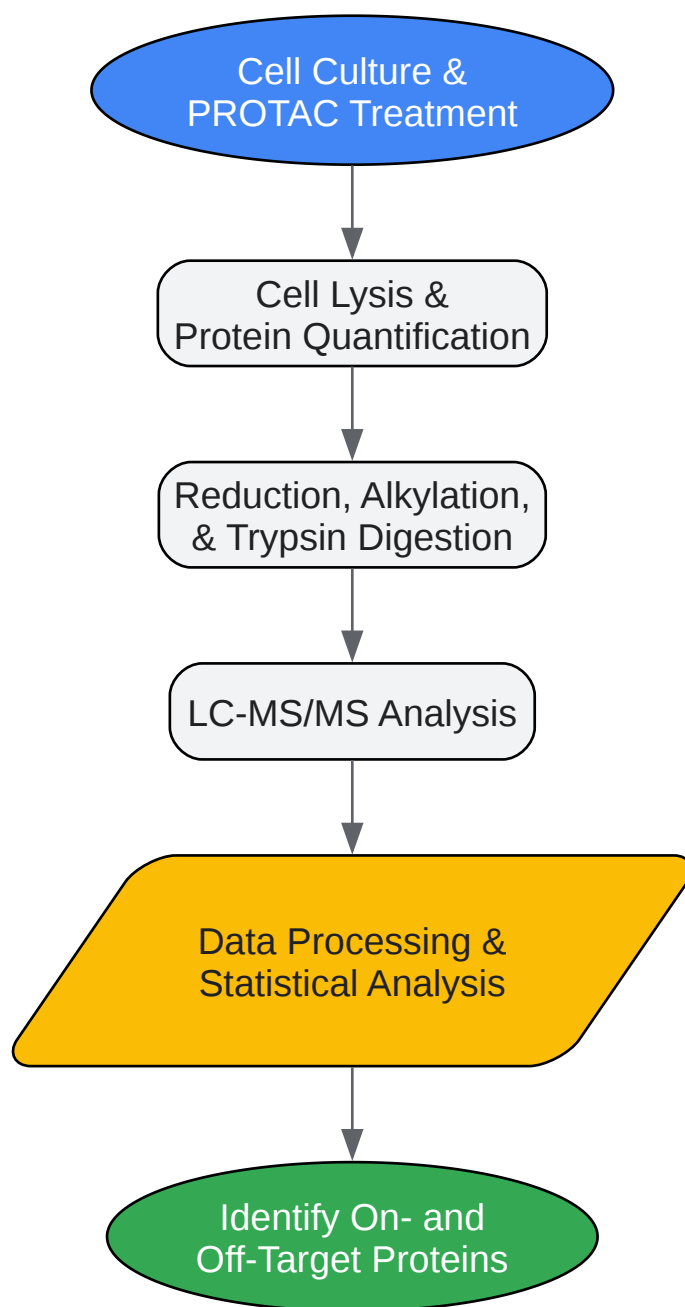 Cell Culture &
PROTAC Treatment
Cell Lysis &
Protein Quantification
Reduction, Alkylation,
& Trypsin Digestion
LC-MS/MS Analysis
Data Processing &
Statistical Analysis
Identify On- and
Off-Target Proteins